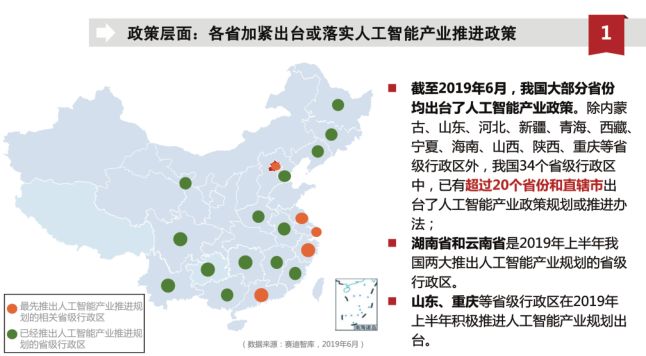 政策层面：各省加紧出台或落实人工智能产业推进政策
1
截至2019年6月，我国大部分省份
均出台了人工智能产业政策。除内蒙
古、山东、河北、新疆、青海、西藏、
宁夏、海南、山西、陕西、重庆等省
级行政区外，我国34个省级行政区
中，已有超过20个省份和直辖市出
台了人工智能产业政策规划或推进办
法；
湖南省和云南省是2019年上半年我
国两大推出人工智能产业规划的省级
行政区。
山东、重庆等省级行政区在2019年
上半年积极推进人工智能产业规划出
台。
最先推出人工智能产业推进规
划的相关省级行政区
已经推出人工智能产业推进规
划的省级行政区
南海诸岛
（数据来源：赛迪智库，2019年6月）